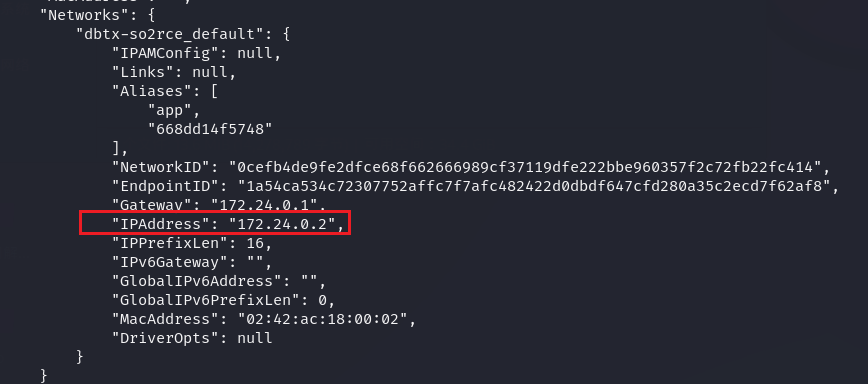 "Networks": {
"dbtx-so2rce_default": {
"IPAMConfig": null,
"Links": null,
"Aliases": [
"app",
"668dd14f5748"
],
"NetworkID": "0cefb4de9fe2dfce68f662666989cf37119dfe222bbe960357f2c72fb22fc414",
"EndpointID": "1a54ca534c72307752affc7f7afc482422d0dbdf647cfd280a35c2ecd7f62af8",
"Gateway": "172.24.0.1",
"IPAddress": "172.24.0.2",
"IPPrefixLen": 16,
"IPv6Gateway": "",
"GlobalIPv6Address": "",
"GlobalIPv6PrefixLen": 0,
"MacAddress": "02:42:ac:18:00:02",
"DriverOpts": null
}
}